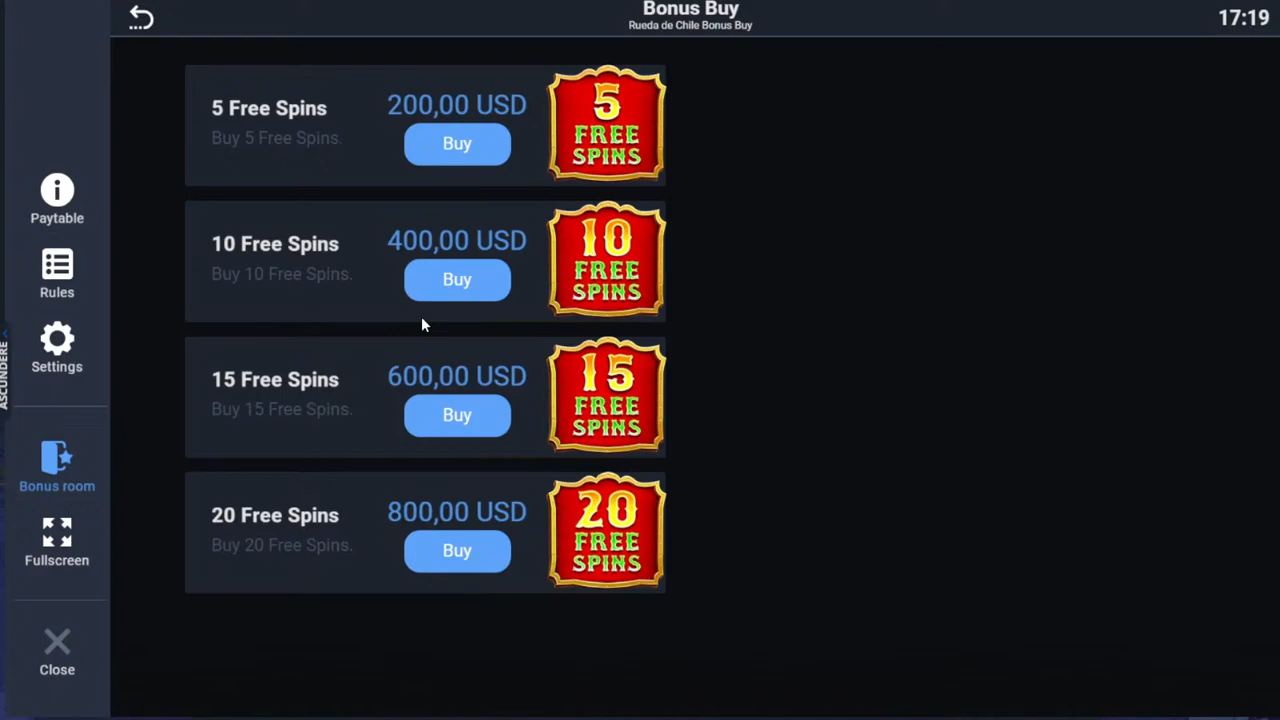 Bonus Buy
Rueda de Chile Bonus Buy
17:19
5 Free Spins
Buy 5 Free Spins.
200,00 USD
Buy
5
FREE
SPINS
10 Free Spins
Buy 10 Free Spins.
400,00 USD
Buy
10
FREE
SPINS
15 Free Spins
Buy 15 Free Spins.
600,00 USD
Buy
15
FREE
SPINS
20 Free Spins
Buy 20 Free Spins.
800,00 USD
Buy
20
FREE
SPINS
Paytable
Rules
Settings
Bonus room
Fullscreen
Close
ASCUNDERE